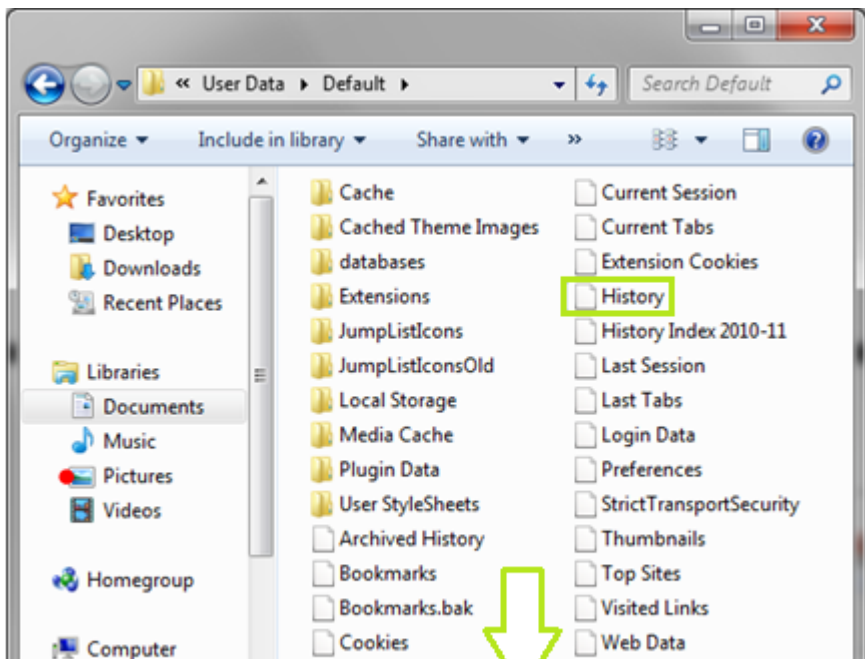 « User Data ▸ Default ▸
Search Default
Organize
Include in library
Share with
»
Favorites
Desktop
Downloads
Recent Places
Libraries
Documents
Music
Pictures
Videos
Homegroup
Computer
Cache
Cached Theme Images
databases
Extensions
JumpListIcons
JumpListIconsOld
Local Storage
Media Cache
Plugin Data
User StyleSheets
Archived History
Bookmarks
Bookmarks.bak
Cookies
Current Session
Current Tabs
Extension Cookies
History
History Index 2010-11
Last Session
Last Tabs
Login Data
Preferences
StrictTransportSecurity
Thumbnails
Top Sites
Visited Links
Web Data